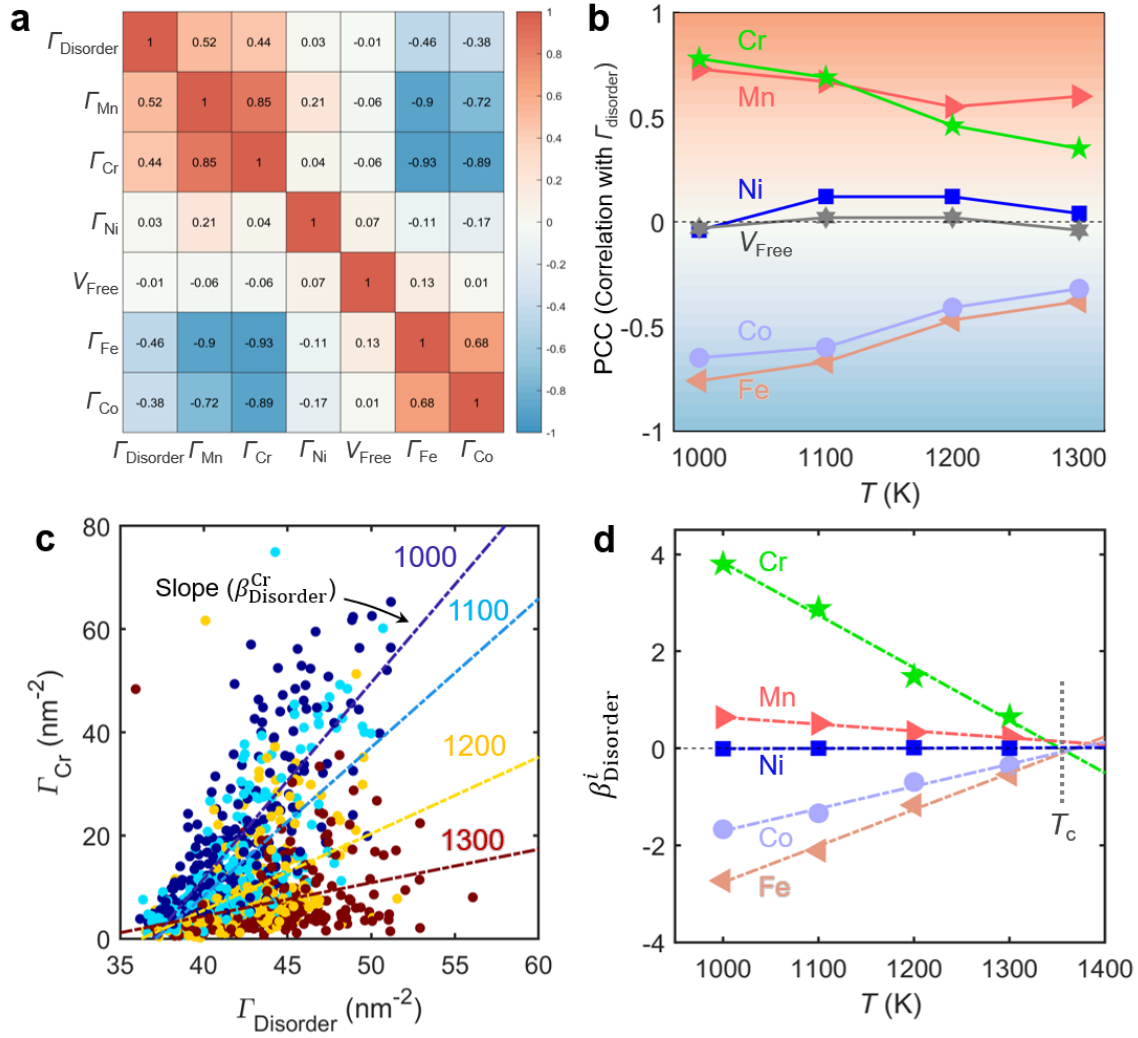 a
Γ_Disorder 1 0.52 0.44 0.03 -0.01 -0.46 -0.38
Γ_Mn 0.52 1 0.85 0.21 -0.06 -0.9 -0.72
Γ_Cr 0.44 0.85 1 0.04 -0.06 -0.93 -0.89
Γ_Ni 0.03 0.21 0.04 1 0.07 -0.11 -0.17
V_Free -0.01 -0.06 -0.06 0.07 1 0.13 0.01
Γ_Fe -0.46 -0.9 -0.93 -0.11 0.13 1 0.68
Γ_Co -0.38 -0.72 -0.89 -0.17 0.01 0.68 1
Γ_Disorder Γ_Mn Γ_Cr Γ_Ni V_Free Γ_Fe Γ_Co
1
0.8
0.6
0.4
0.2
0
-0.2
-0.4
-0.6
-0.8
-1
b
PCC (Correlation with Γ_disorder)
1
0.5
0
-0.5
-1
Cr
Mn
Ni
V_Free
Co
Fe
1000 1100 1200 1300
T (K)
c
Γ_Cr (nm⁻²)
80
60
40
20
0
Slope (β^Cr_Disorder)
1000
1100
1200
1300
35 40 45 50 55 60
Γ_Disorder (nm⁻²)
d
β^i_Disorder
4
2
0
-2
-4
Cr
Mn
Ni
Co
Fe
T_c
1000 1100 1200 1300 1400
T (K)